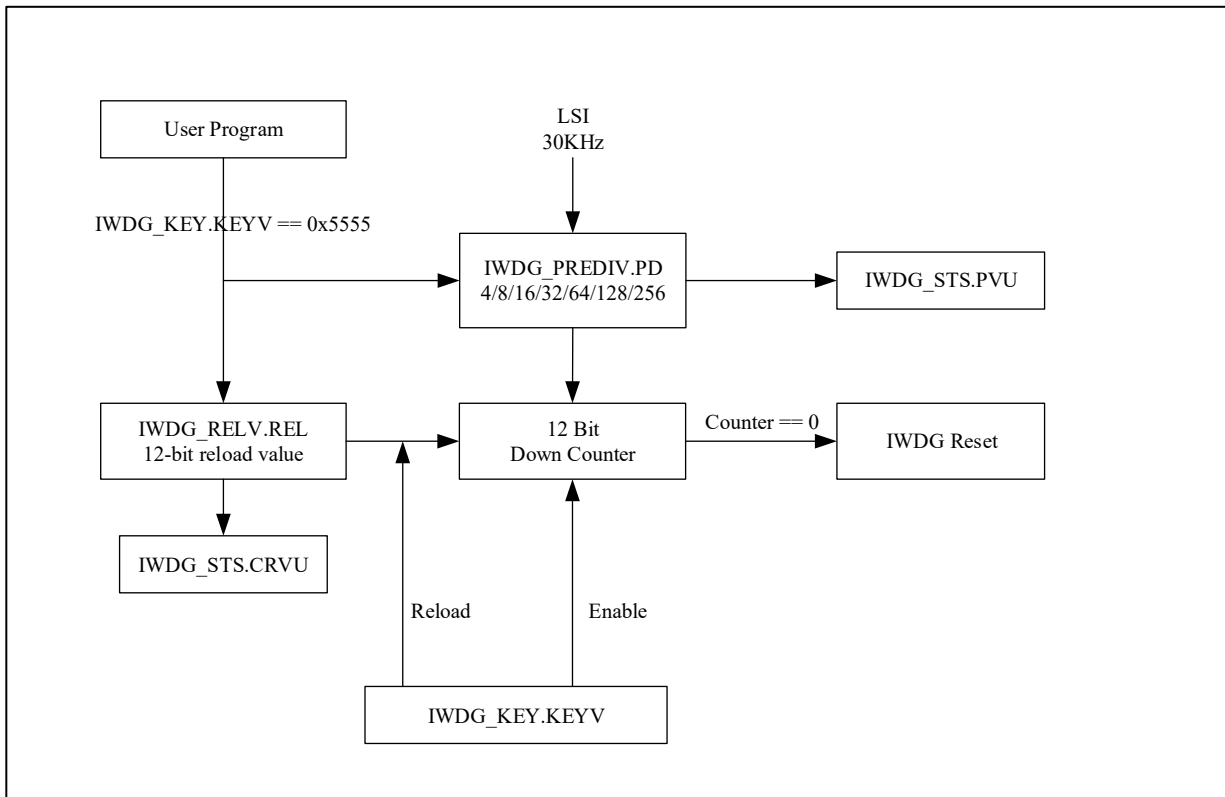 User Program
LSI
30KHz
IWDG_KEY.KEYV == 0x5555
IWDG_PREDIV.PD
4/8/16/32/64/128/256
IWDG_STS.PVU
IWDG_RELV.REL
12-bit reload value
12 Bit
Down Counter
Counter == 0
IWDG Reset
IWDG_STS.CRVU
Reload
Enable
IWDG_KEY.KEYV